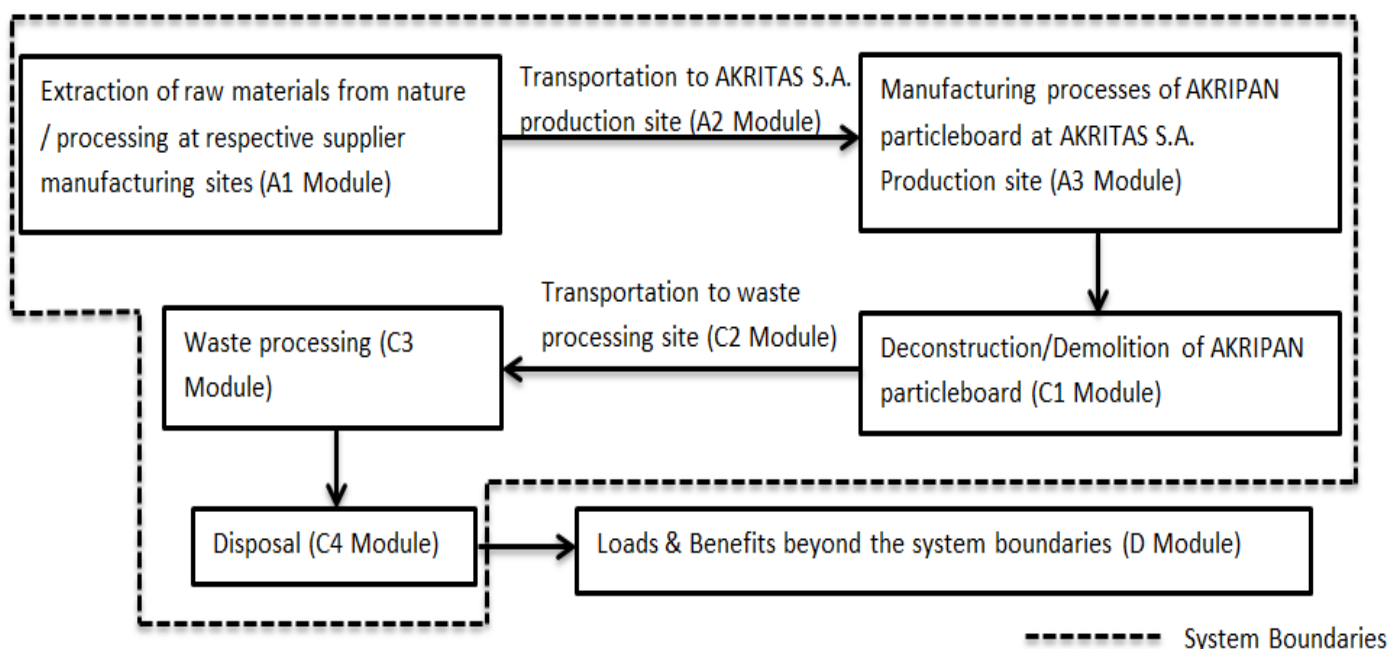 Extraction of raw materials from nature
/ processing at respective supplier
manufacturing sites (A1 Module)
Transportation to AKRITAS S.A.
production site (A2 Module)
Manufacturing processes of AKRIPAN
particleboard at AKRITAS S.A.
Production site (A3 Module)
Deconstruction/Demolition of AKRIPAN
particleboard (C1 Module)
Transportation to waste
processing site (C2 Module)
Waste processing (C3
Module)
Disposal (C4 Module)
Loads & Benefits beyond the system boundaries (D Module)
System Boundaries